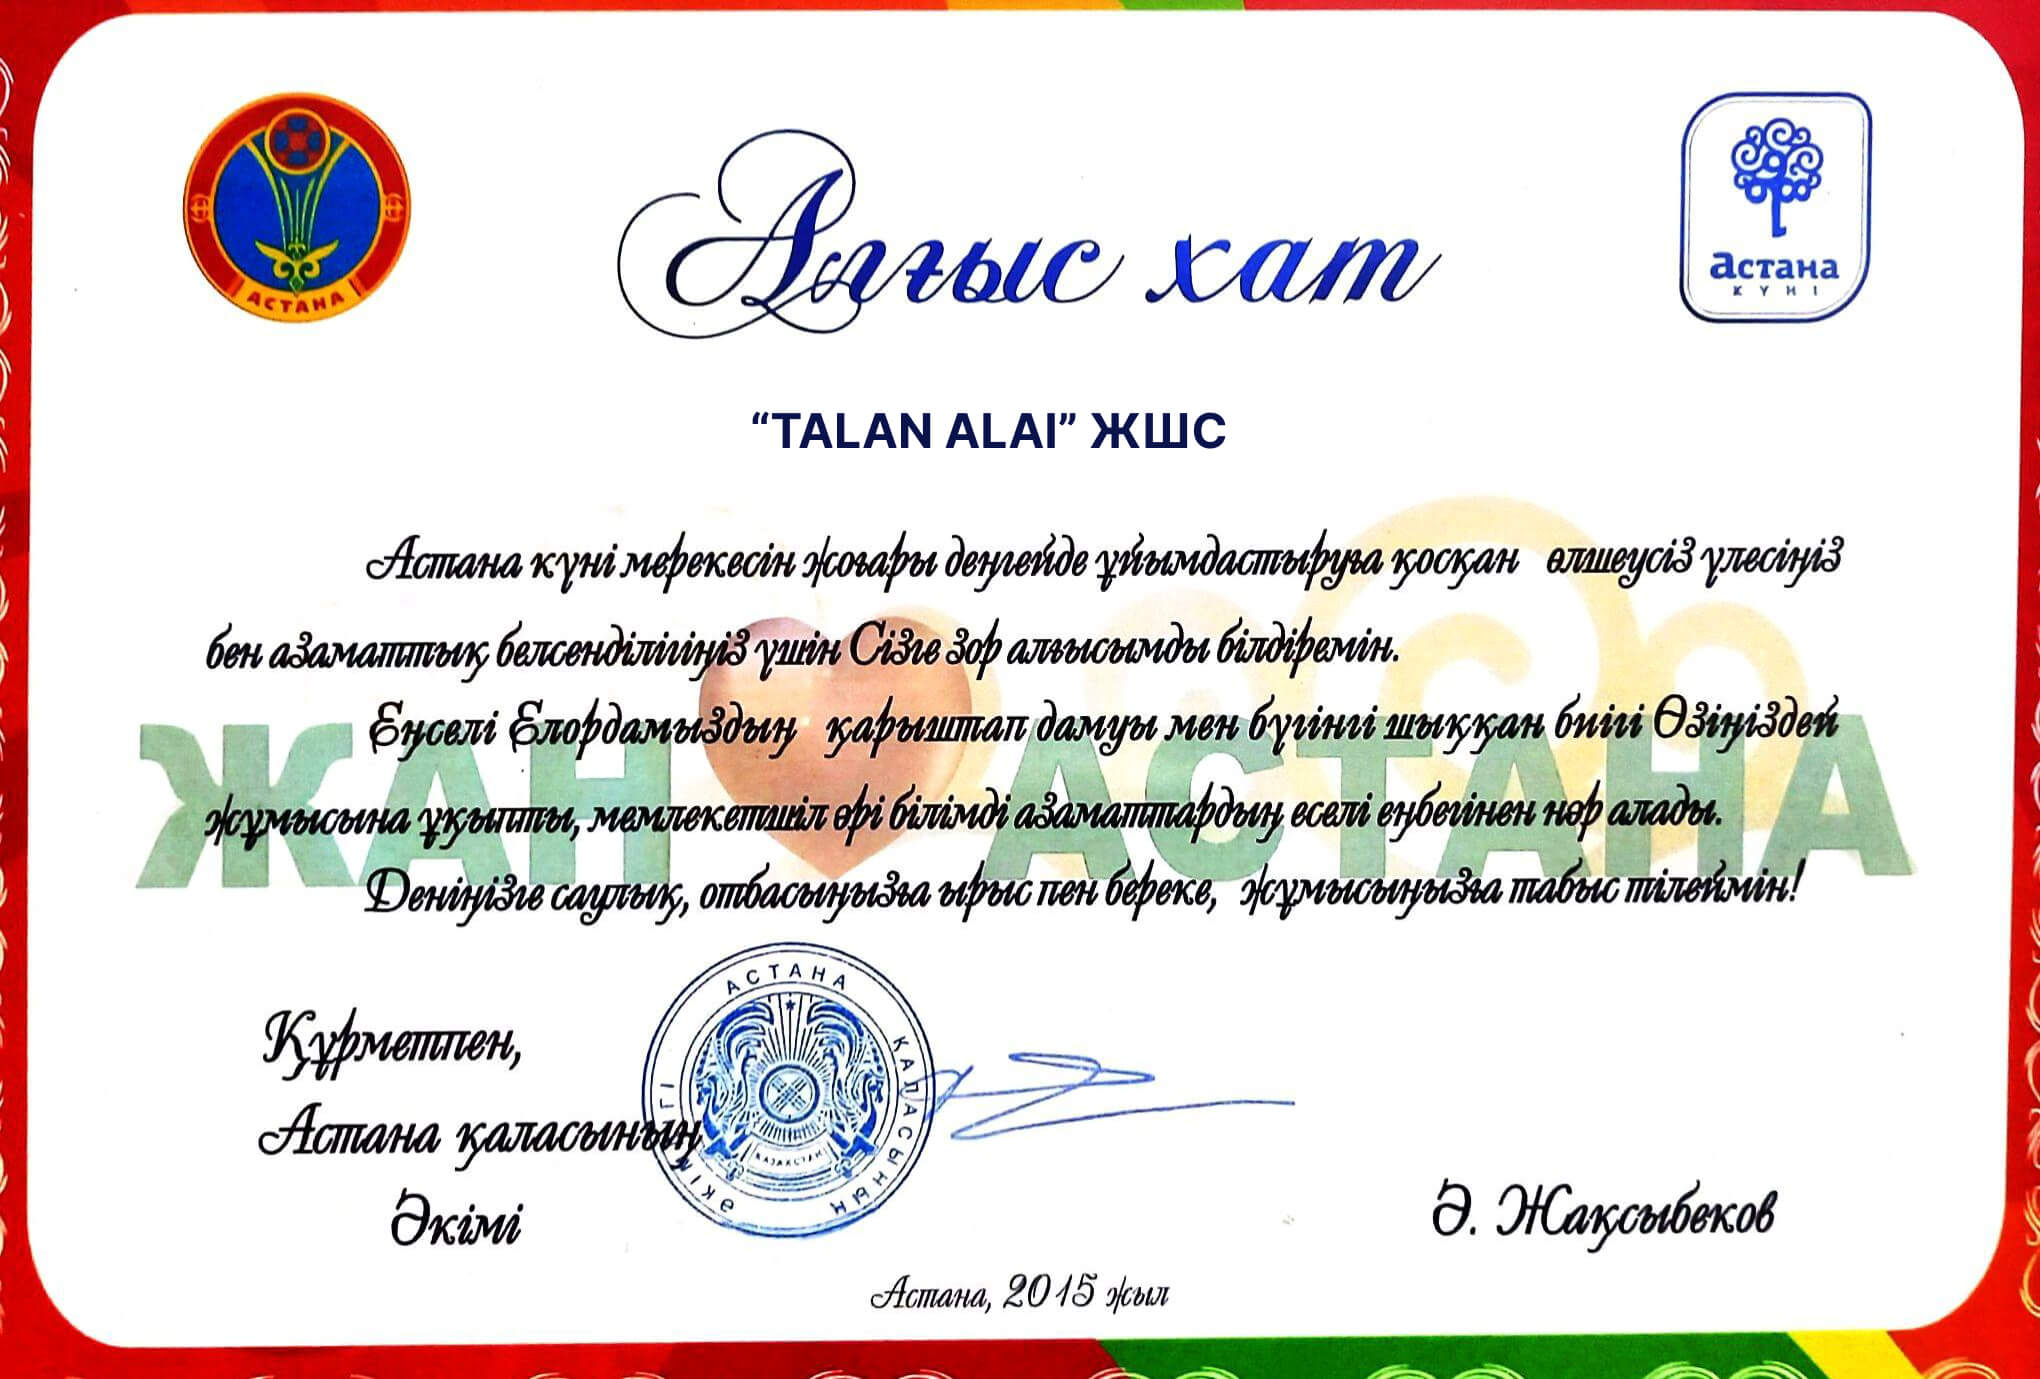 АСТАНА
астана
КҮНІ
Алғыс хат
“TALAN ALAI” ЖШС
Астана күні мерекесін жоғары деңгейде ұйымдастыруға қосқан өлшеусіз үлесіңіз
бен азаматтық белсенділігіңіз үшін Сізге зор алғысымды білдіремін.
Еңселі Елордамыздың қарыштап дамуы мен бүгінгі шыққан биігі Өзіңіздей
жұмысына ұқыпты, мемлекетшіл әрі білімді азаматтардың еселі еңбегінен нәр алады.
Деніңізге саулық, отбасыңызға ырыс пен береке, жұмысыңызға табыс тілеймін!
ЖАН АСТАНА
Құрметпен,
Астана қаласының
Әкімі
АСТАНА ҚАЛАСЫНЫҢ ӘКІМІ
ҚАЗАҚСТАН
Ә. Жақсыбеков
Астана, 2015 жыл